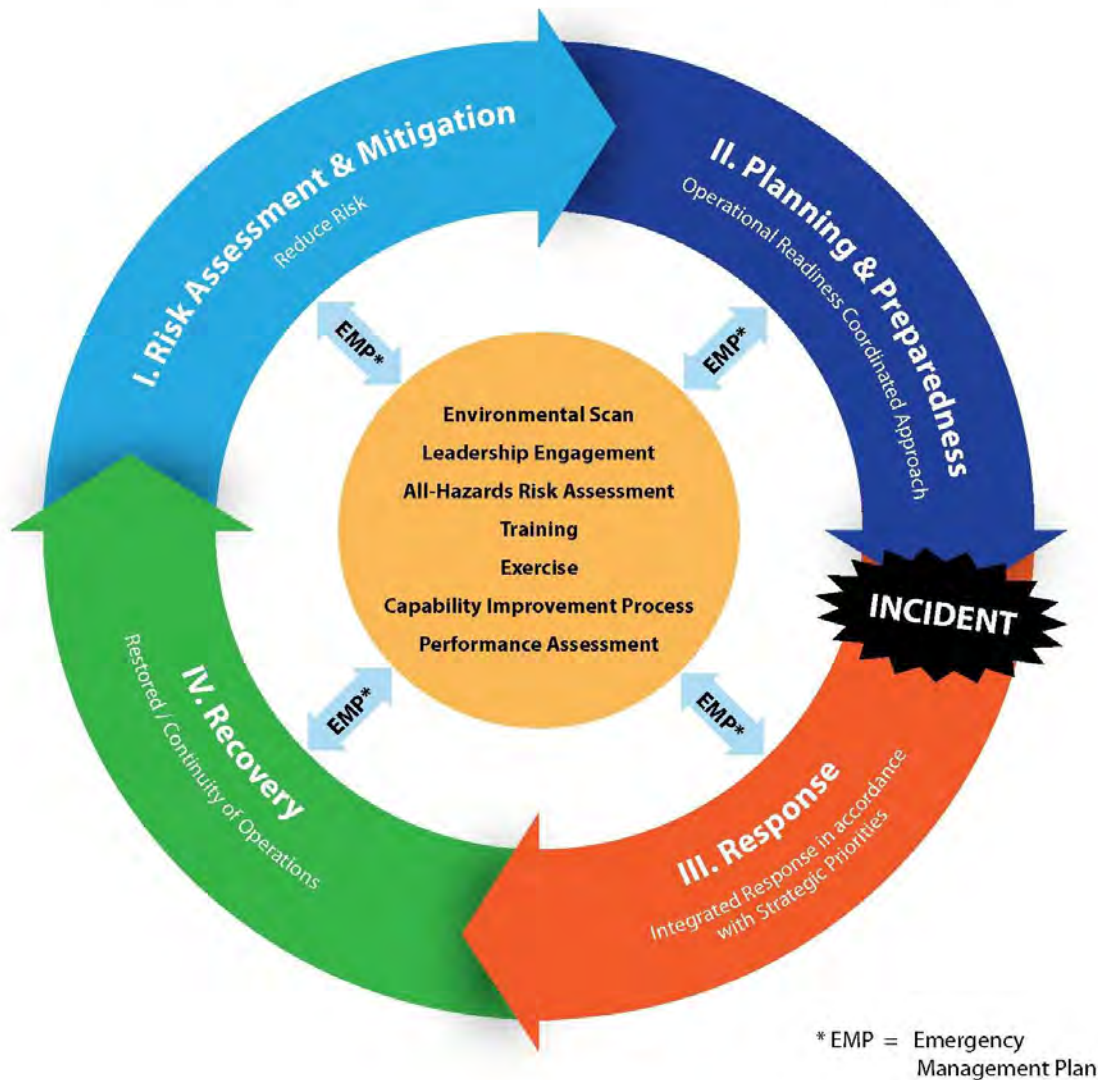 I. Risk Assessment & Mitigation
Reduce Risk
II. Planning & Preparedness
Operational Readiness Coordinated Approach
EMP*
EMP*
Environmental Scan
Leadership Engagement
All-Hazards Risk Assessment
Training
Exercise
Capability Improvement Process
Performance Assessment
INCIDENT
EMP*
EMP*
IV. Recovery
Restored / Continuity of Operations
III. Response
Integrated Response in accordance
with Strategic Priorities
* EMP = Emergency
Management Plan